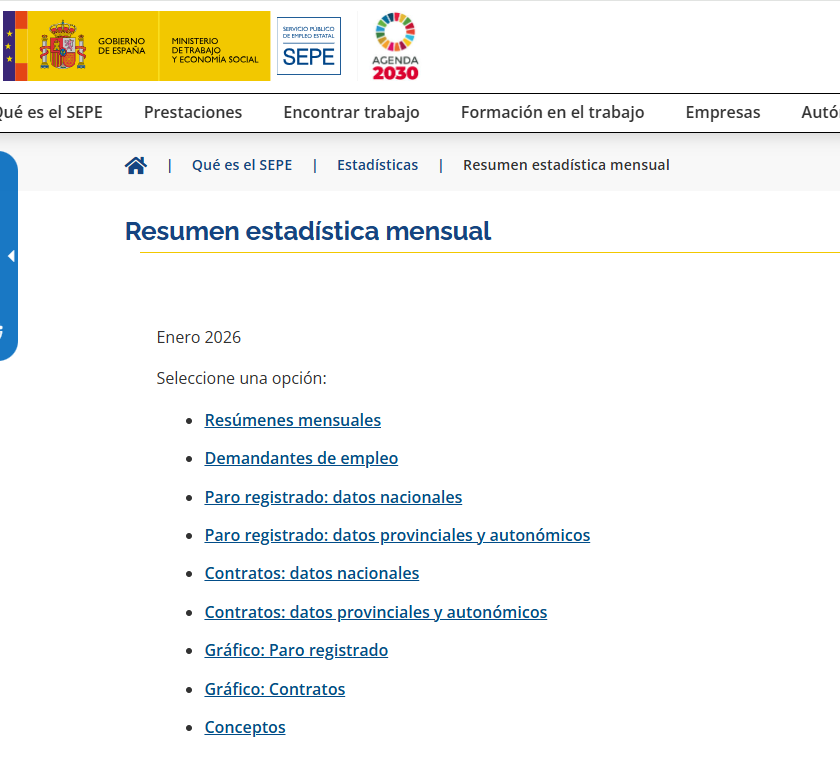 GOBIERNO
DE ESPAÑA
MINISTERIO
DE TRABAJO
Y ECONOMÍA SOCIAL
SERVICIO PÚBLICO
DE EMPLEO ESTATAL
SEPE
AGENDA
2030
Qué es el SEPE Prestaciones Encontrar trabajo Formación en el trabajo Empresas Autó
| Qué es el SEPE | Estadísticas | Resumen estadística mensual
Resumen estadística mensual
Enero 2026
Seleccione una opción:
• Resúmenes mensuales
• Demandantes de empleo
• Paro registrado: datos nacionales
• Paro registrado: datos provinciales y autonómicos
• Contratos: datos nacionales
• Contratos: datos provinciales y autonómicos
• Gráfico: Paro registrado
• Gráfico: Contratos
• Conceptos